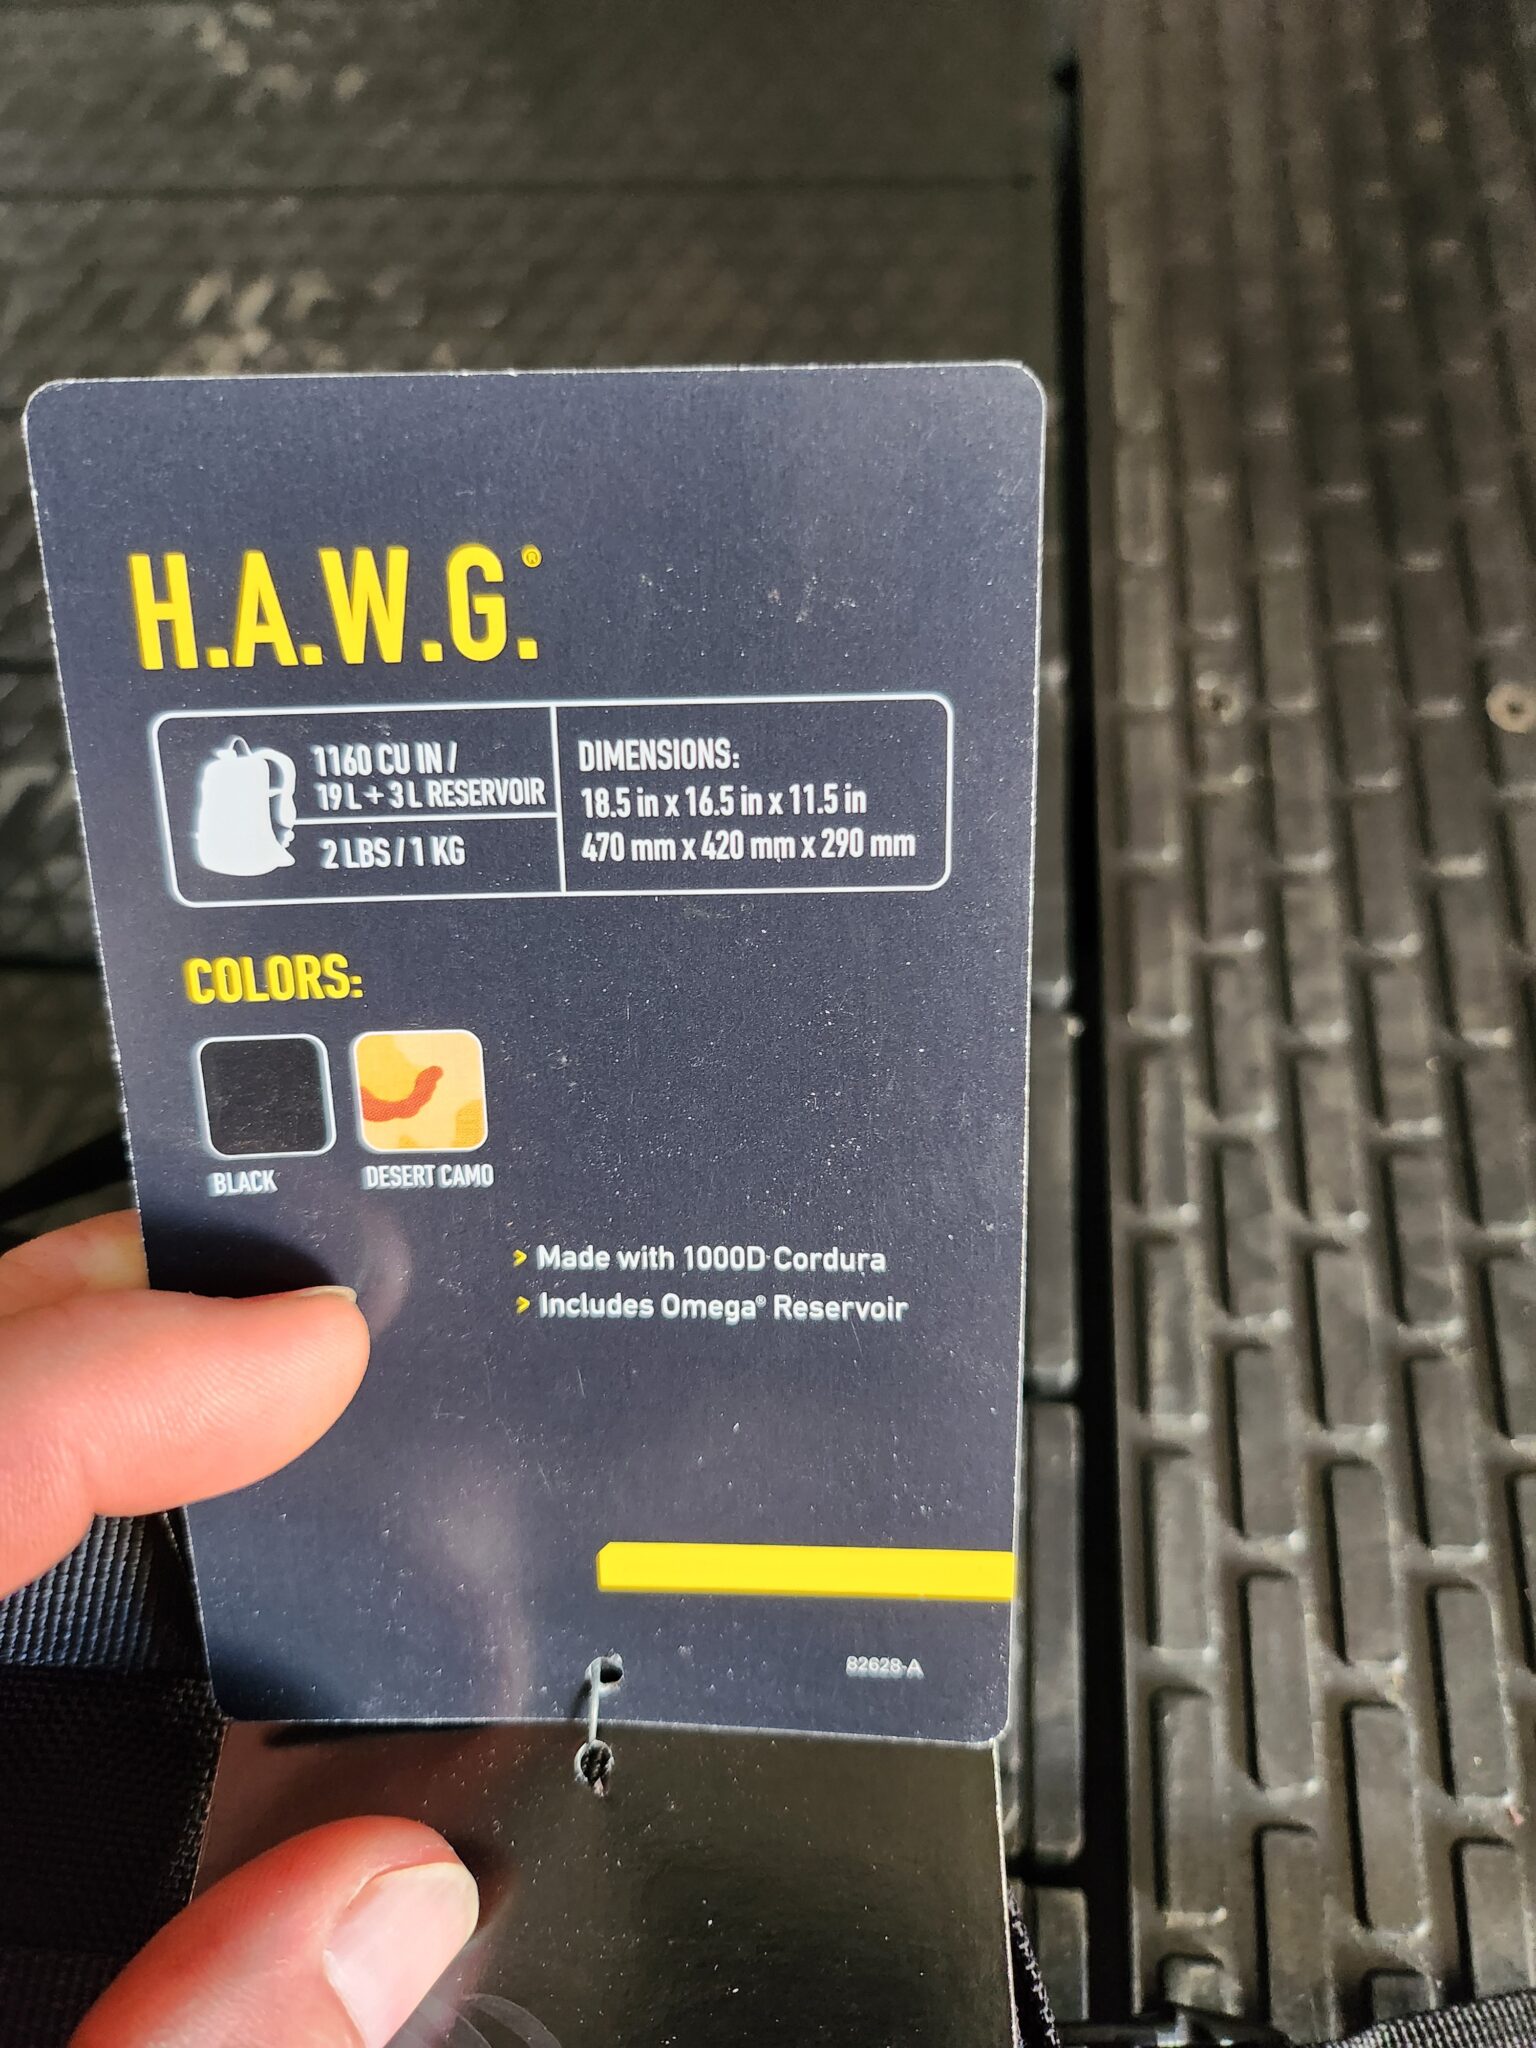 H.A.W.G.®
1160 CU IN /
19 L + 3 L RESERVOIR
2 LBS / 1 KG
DIMENSIONS:
18.5 in x 16.5 in x 11.5 in
470 mm x 420 mm x 290 mm
COLORS:
BLACK
DESERT CAMO
> Made with 1000D Cordura
> Includes Omega® Reservoir
82628-A